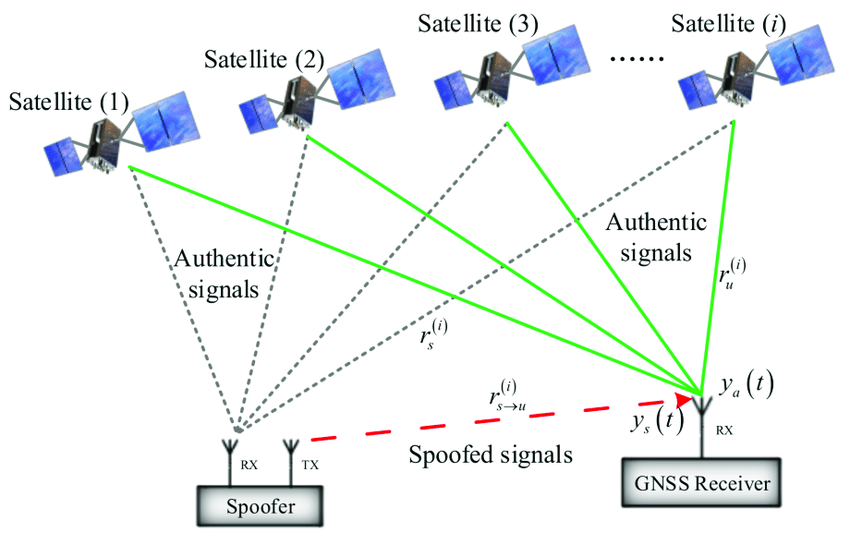 Satellite (1)
Satellite (2)
Satellite (3)
......
Satellite (i)
Authentic
signals
Authentic
signals
r_u^{(i)}
r_s^{(i)}
r_{s→u}^{(i)}
y_a(t)
y_s(t)
RX
TX
RX
Spoofed signals
Spoofer
GNSS Receiver